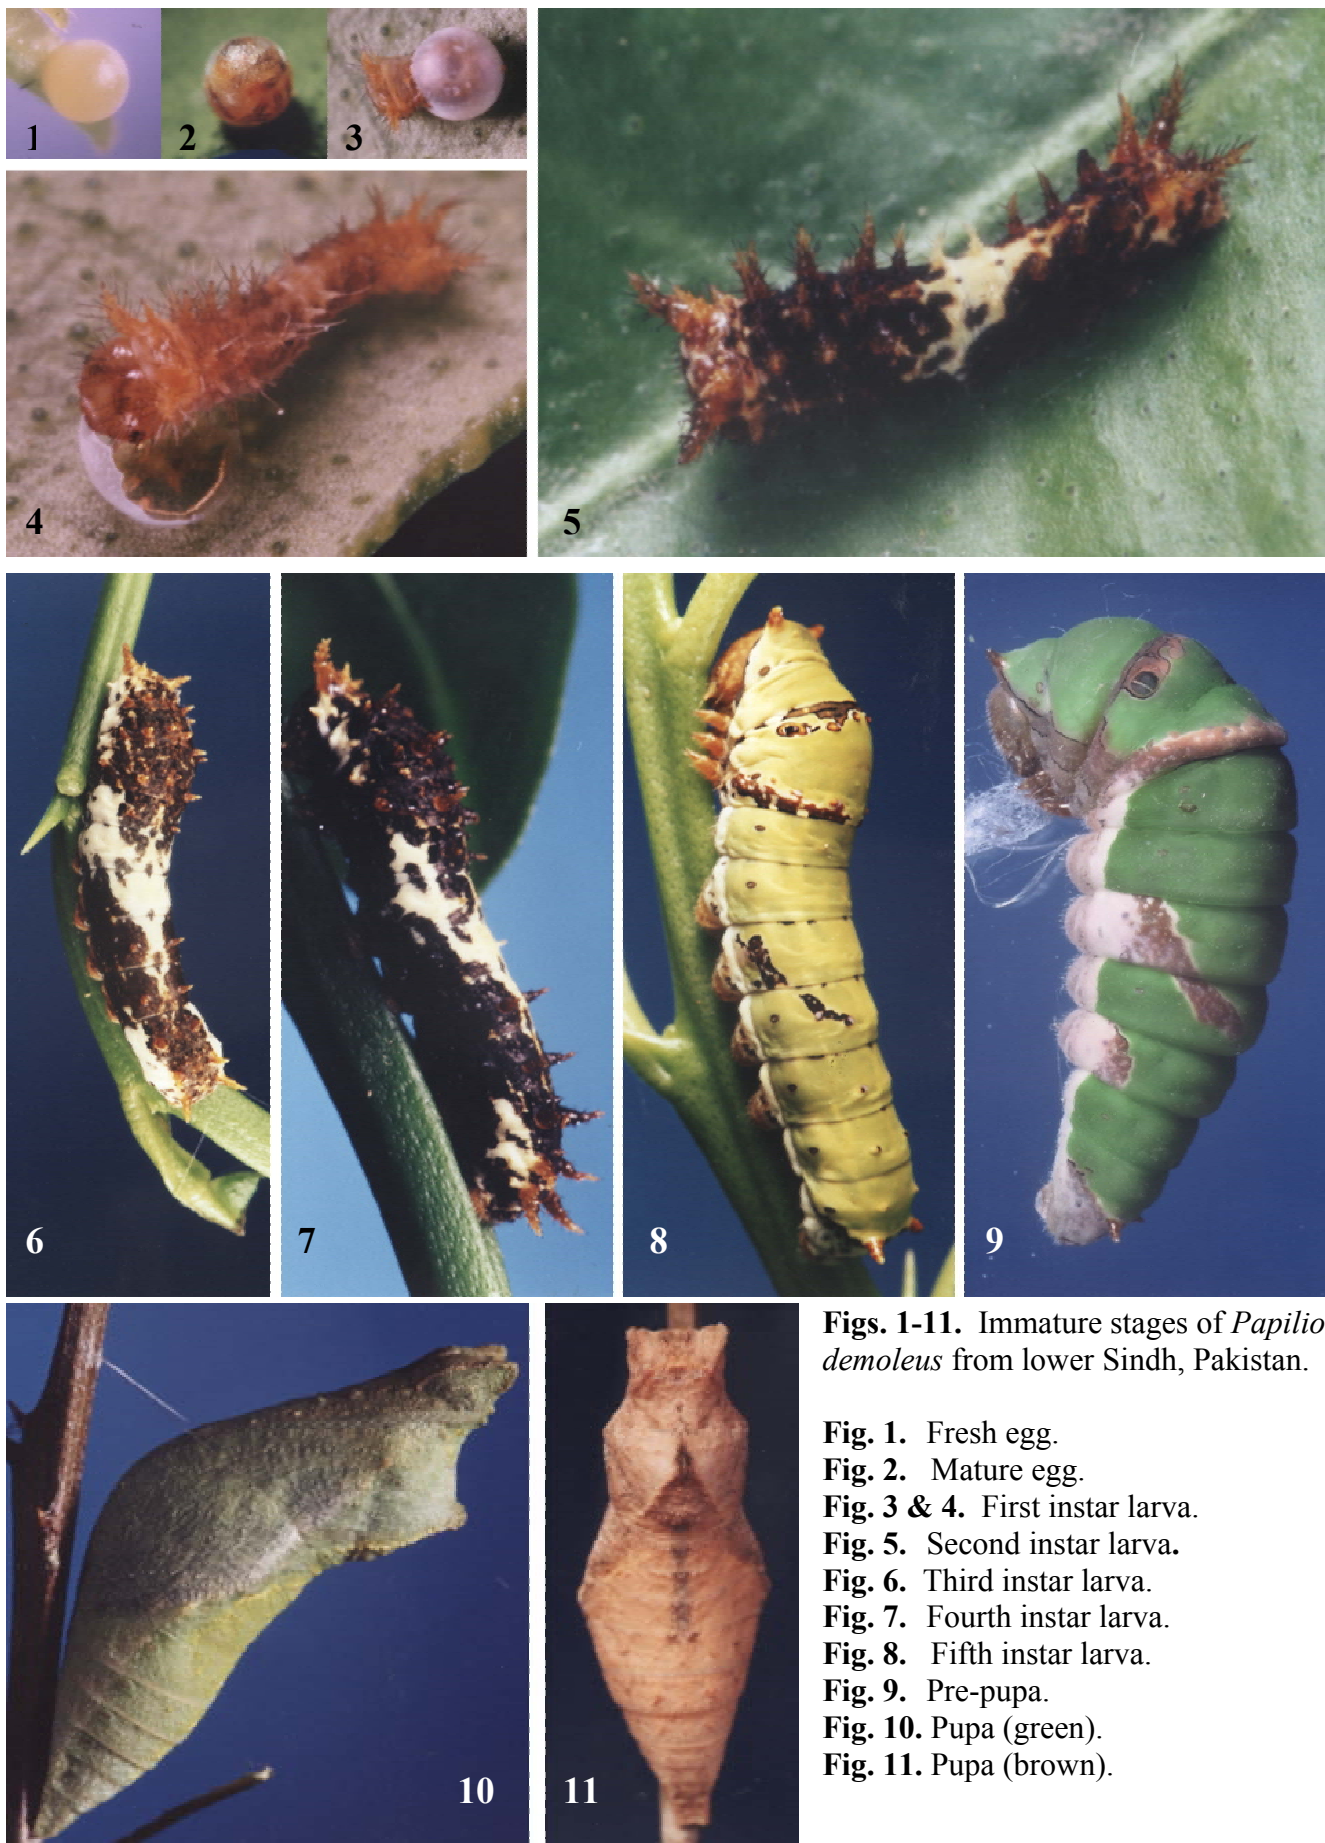 1
2
3
4
5
6
7
8
9
10
11
Figs. 1-11. Immature stages of Papilio
demoleus from lower Sindh, Pakistan.
Fig. 1. Fresh egg.
Fig. 2. Mature egg.
Fig. 3 & 4. First instar larva.
Fig. 5. Second instar larva.
Fig. 6. Third instar larva.
Fig. 7. Fourth instar larva.
Fig. 8. Fifth instar larva.
Fig. 9. Pre-pupa.
Fig. 10. Pupa (green).
Fig. 11. Pupa (brown).